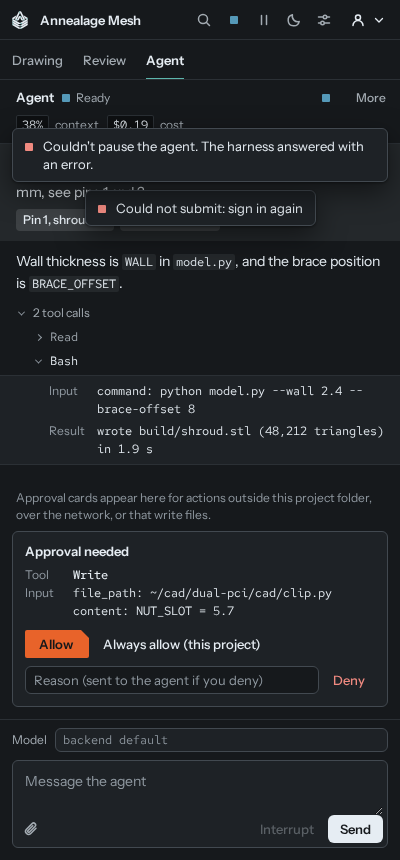 Annealage Mesh
Drawing Review Agent
Agent Ready More
38% context $0.19 cost
Couldn't pause the agent. The harness answered with
an error.
mm, see pin
Could not submit: sign in again
Pin 1, shrou
Wall thickness is WALL in model.py, and the brace position
is BRACE_OFFSET.
2 tool calls
Read
Bash
Input command: python model.py --wall 2.4 --
brace-offset 8
Result wrote build/shroud.stl (48,212 triangles)
in 1.9 s
Approval cards appear here for actions outside this project folder,
over the network, or that write files.
Approval needed
Tool Write
Input file_path: ~/cad/dual-pci/cad/clip.py
content: NUT_SLOT = 5.7
Allow Always allow (this project)
Reason (sent to the agent if you deny) Deny
Model backend default
Message the agent
Interrupt Send